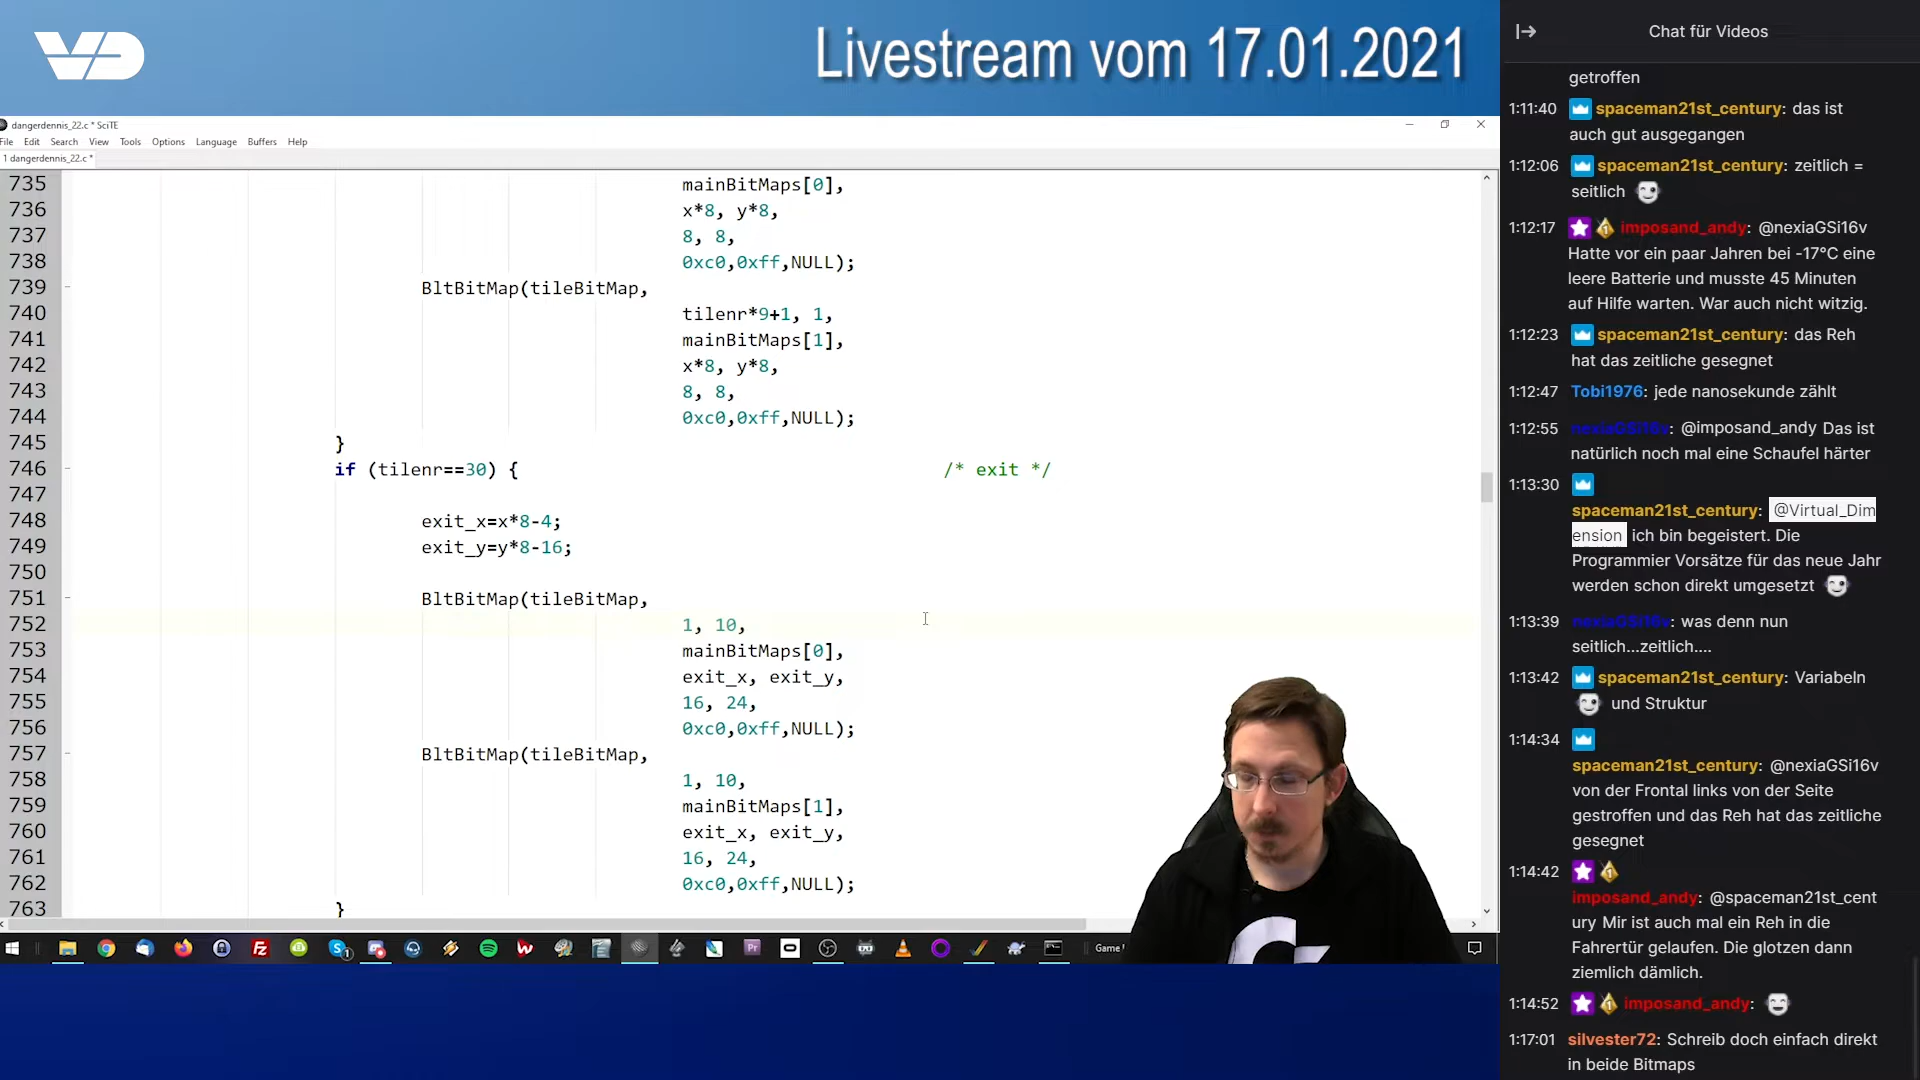 VD
Livestream vom 17.01.2021
dangerdennis_22.c * SciTE
File Edit Search View Tools Options Language Buffers Help
1 dangerdennis_22.c *
735 mainBitMaps[0],
736 x*8, y*8,
737 8, 8,
738 0xc0,0xff,NULL);
739 BltBitMap(tileBitMap,
740 tilenr*9+1, 1,
741 mainBitMaps[1],
742 x*8, y*8,
743 8, 8,
744 0xc0,0xff,NULL);
745 }
746 if (tilenr==30) { /* exit */
747
748 exit_x=x*8-4;
749 exit_y=y*8-16;
750
751 BltBitMap(tileBitMap,
752 1, 10,
753 mainBitMaps[0],
754 exit_x, exit_y,
755 16, 24,
756 0xc0,0xff,NULL);
757 BltBitMap(tileBitMap,
758 1, 10,
759 mainBitMaps[1],
760 exit_x, exit_y,
761 16, 24,
762 0xc0,0xff,NULL);
763 }
Game
Chat für Videos
getroffen
1:11:40 spaceman21st_century: das ist
auch gut ausgegangen
1:12:06 spaceman21st_century: zeitlich =
seitlich
1:12:17 imposand_andy: @nexiaGSi16v
Hatte vor ein paar Jahren bei -17°C eine
leere Batterie und musste 45 Minuten
auf Hilfe warten. War auch nicht witzig.
1:12:23 spaceman21st_century: das Reh
hat das zeitliche gesegnet
1:12:47 Tobi1976: jede nanosekunde zählt
1:12:55 nexiaGSi16v: @imposand_andy Das ist
natürlich noch mal eine Schaufel härter
1:13:30
spaceman21st_century: @Virtual_Dim
ension ich bin begeistert. Die
Programmier Vorsätze für das neue Jahr
werden schon direkt umgesetzt
1:13:39 nexiaGSi16v: was denn nun
seitlich...zeitlich....
1:13:42 spaceman21st_century: Variabeln
und Struktur
1:14:34
spaceman21st_century: @nexiaGSi16v
von der Frontal links von der Seite
gestroffen und das Reh hat das zeitliche
gesegnet
1:14:42
imposand_andy: @spaceman21st_cent
ury Mir ist auch mal ein Reh in die
Fahrertür gelaufen. Die glotzen dann
ziemlich dämlich.
1:14:52 imposand_andy:
1:17:01 silvester72: Schreib doch einfach direkt
in beide Bitmaps